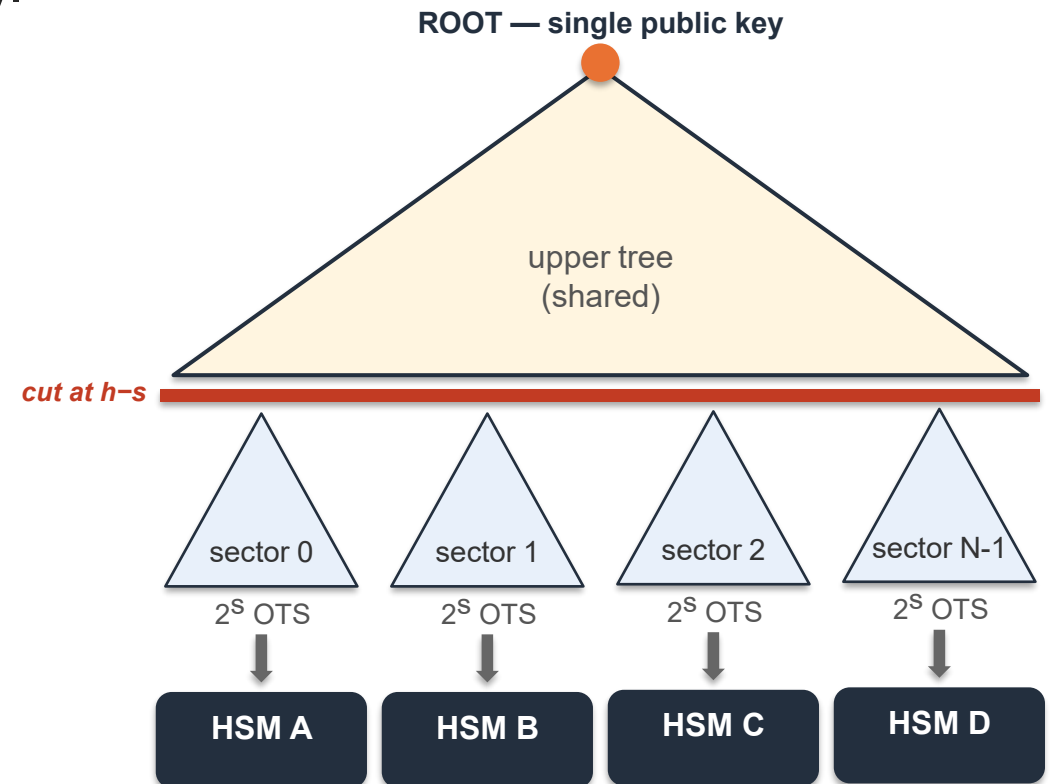 ROOT — single public key
upper tree
(shared)
cut at h−s
sector 0
sector 1
sector 2
sector N-1
2ˢ OTS
2ˢ OTS
2ˢ OTS
2ˢ OTS
HSM A
HSM B
HSM C
HSM D